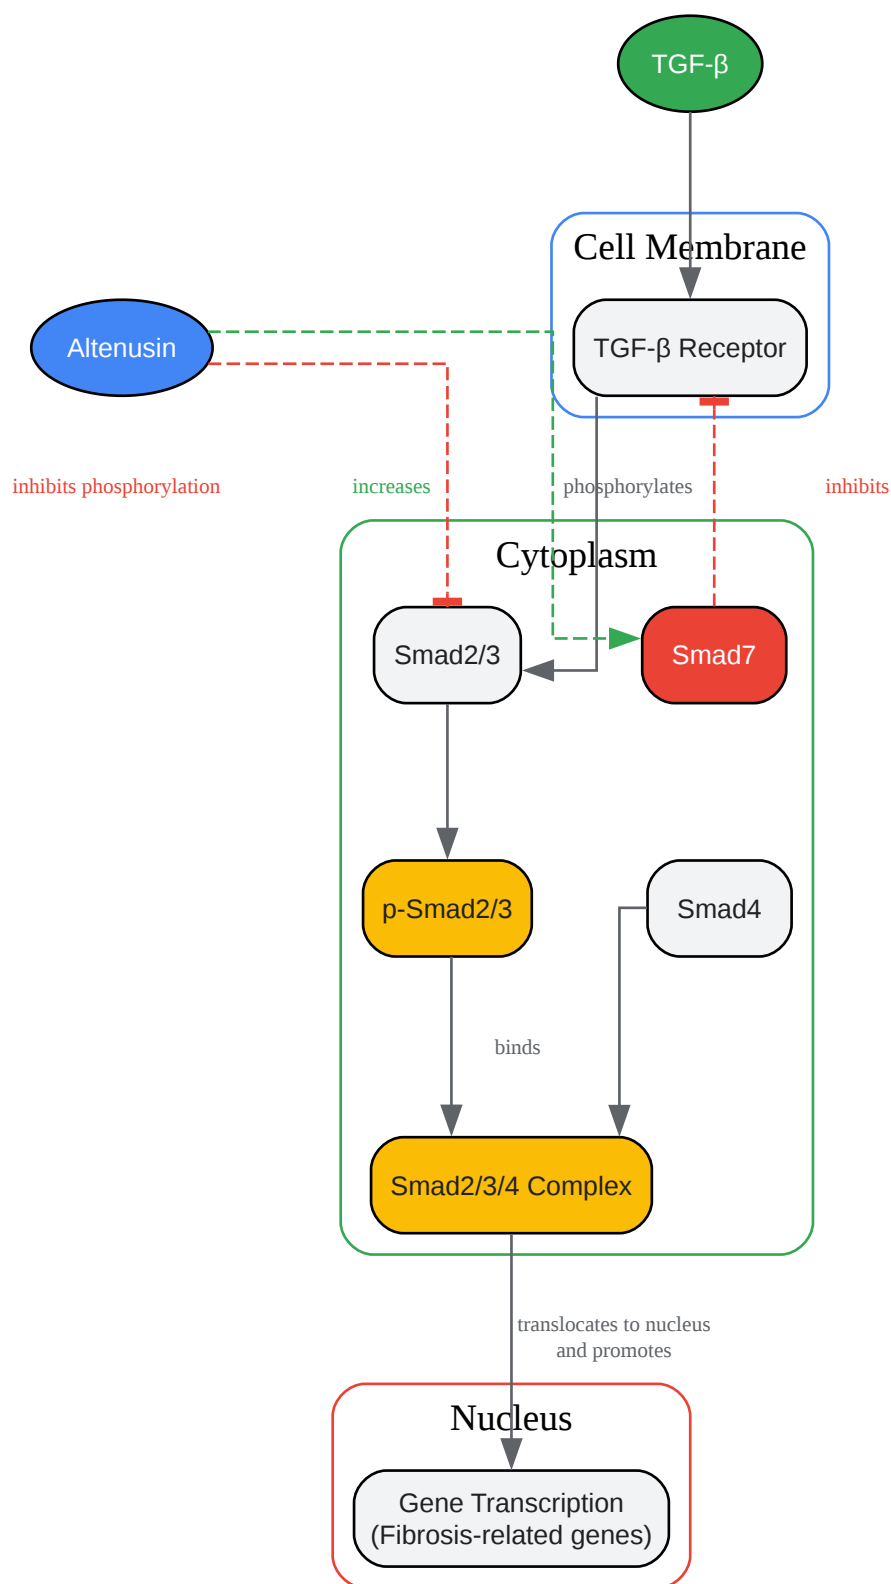 TGF-β
Cell Membrane
TGF-β Receptor
Altenusin
inhibits phosphorylation
increases
phosphorylates
inhibits
Cytoplasm
Smad2/3
Smad7
p-Smad2/3
Smad4
binds
Smad2/3/4 Complex
translocates to nucleus
and promotes
Nucleus
Gene Transcription
(Fibrosis-related genes)